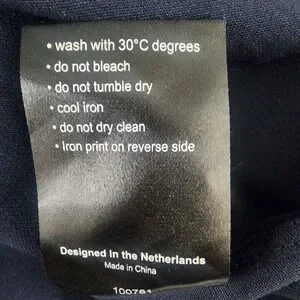 • wash with 30°C degrees
• do not bleach
• do not tumble dry
• cool iron
• do not dry clean
• Iron print on reverse side
Designed in the Netherlands
Made in China